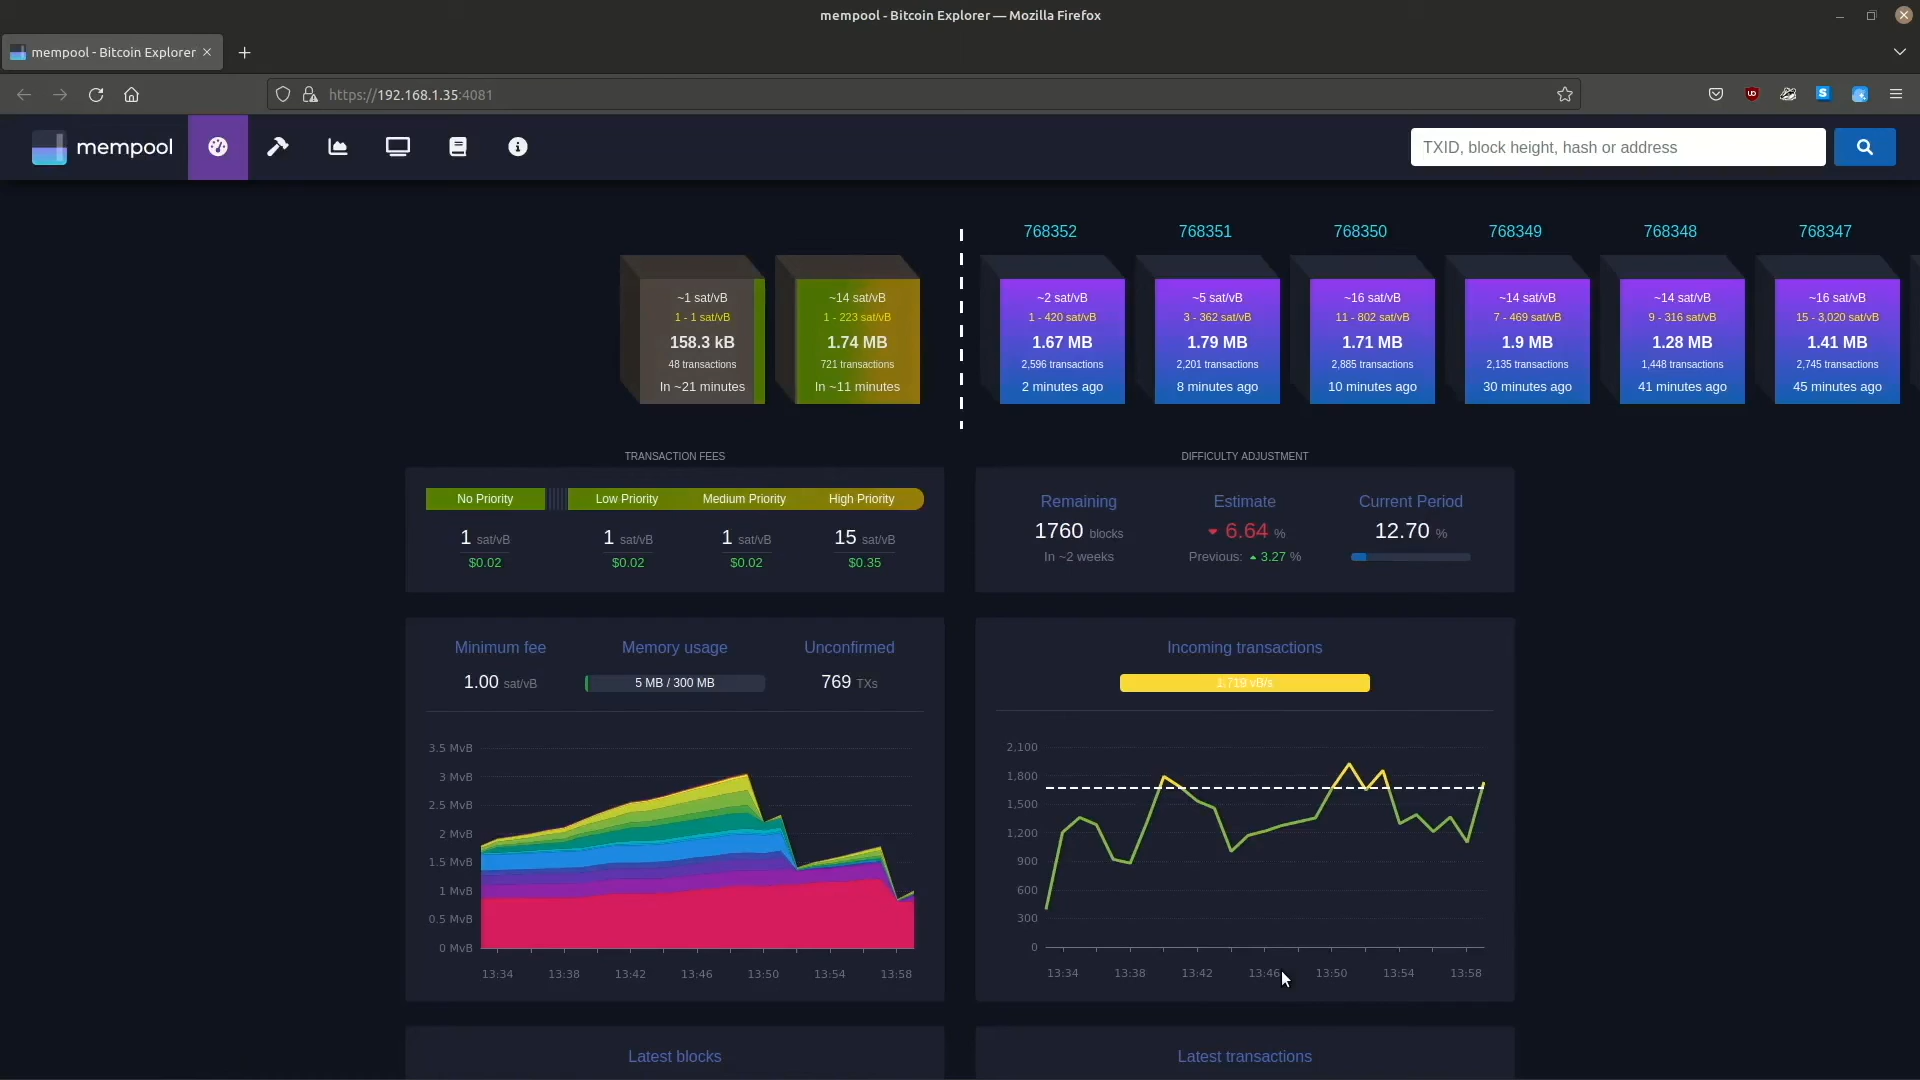 mempool - Bitcoin Explorer — Mozilla Firefox
mempool - Bitcoin Explorer
https://192.168.1.35:4081
mempool
TXID, block height, hash or address
768352
768351
768350
768349
768348
768347
~1 sat/vB
1 - 1 sat/vB
158.3 kB
48 transactions
In ~21 minutes
~14 sat/vB
1 - 223 sat/vB
1.74 MB
721 transactions
In ~11 minutes
~2 sat/vB
1 - 420 sat/vB
1.67 MB
2,596 transactions
2 minutes ago
~5 sat/vB
3 - 362 sat/vB
1.79 MB
2,201 transactions
8 minutes ago
~16 sat/vB
11 - 802 sat/vB
1.71 MB
2,885 transactions
10 minutes ago
~14 sat/vB
7 - 469 sat/vB
1.9 MB
2,135 transactions
30 minutes ago
~14 sat/vB
9 - 316 sat/vB
1.28 MB
1,448 transactions
41 minutes ago
~16 sat/vB
15 - 3,020 sat/vB
1.41 MB
2,745 transactions
45 minutes ago
TRANSACTION FEES
No Priority Low Priority Medium Priority High Priority
1 sat/vB 1 sat/vB 1 sat/vB 15 sat/vB
$0.02 $0.02 $0.02 $0.35
DIFFICULTY ADJUSTMENT
Remaining Estimate Current Period
1760 blocks 6.64 % 12.70 %
In ~2 weeks Previous: 3.27 %
Minimum fee Memory usage Unconfirmed
1.00 sat/vB 5 MB / 300 MB 769 TXs
3.5 MvB
3 MvB
2.5 MvB
2 MvB
1.5 MvB
1 MvB
0.5 MvB
0 MvB
13:34 13:38 13:42 13:46 13:50 13:54 13:58
Incoming transactions
1,719 vB/s
2,100
1,800
1,500
1,200
900
600
300
0
13:34 13:38 13:42 13:46 13:50 13:54 13:58
Latest blocks
Latest transactions